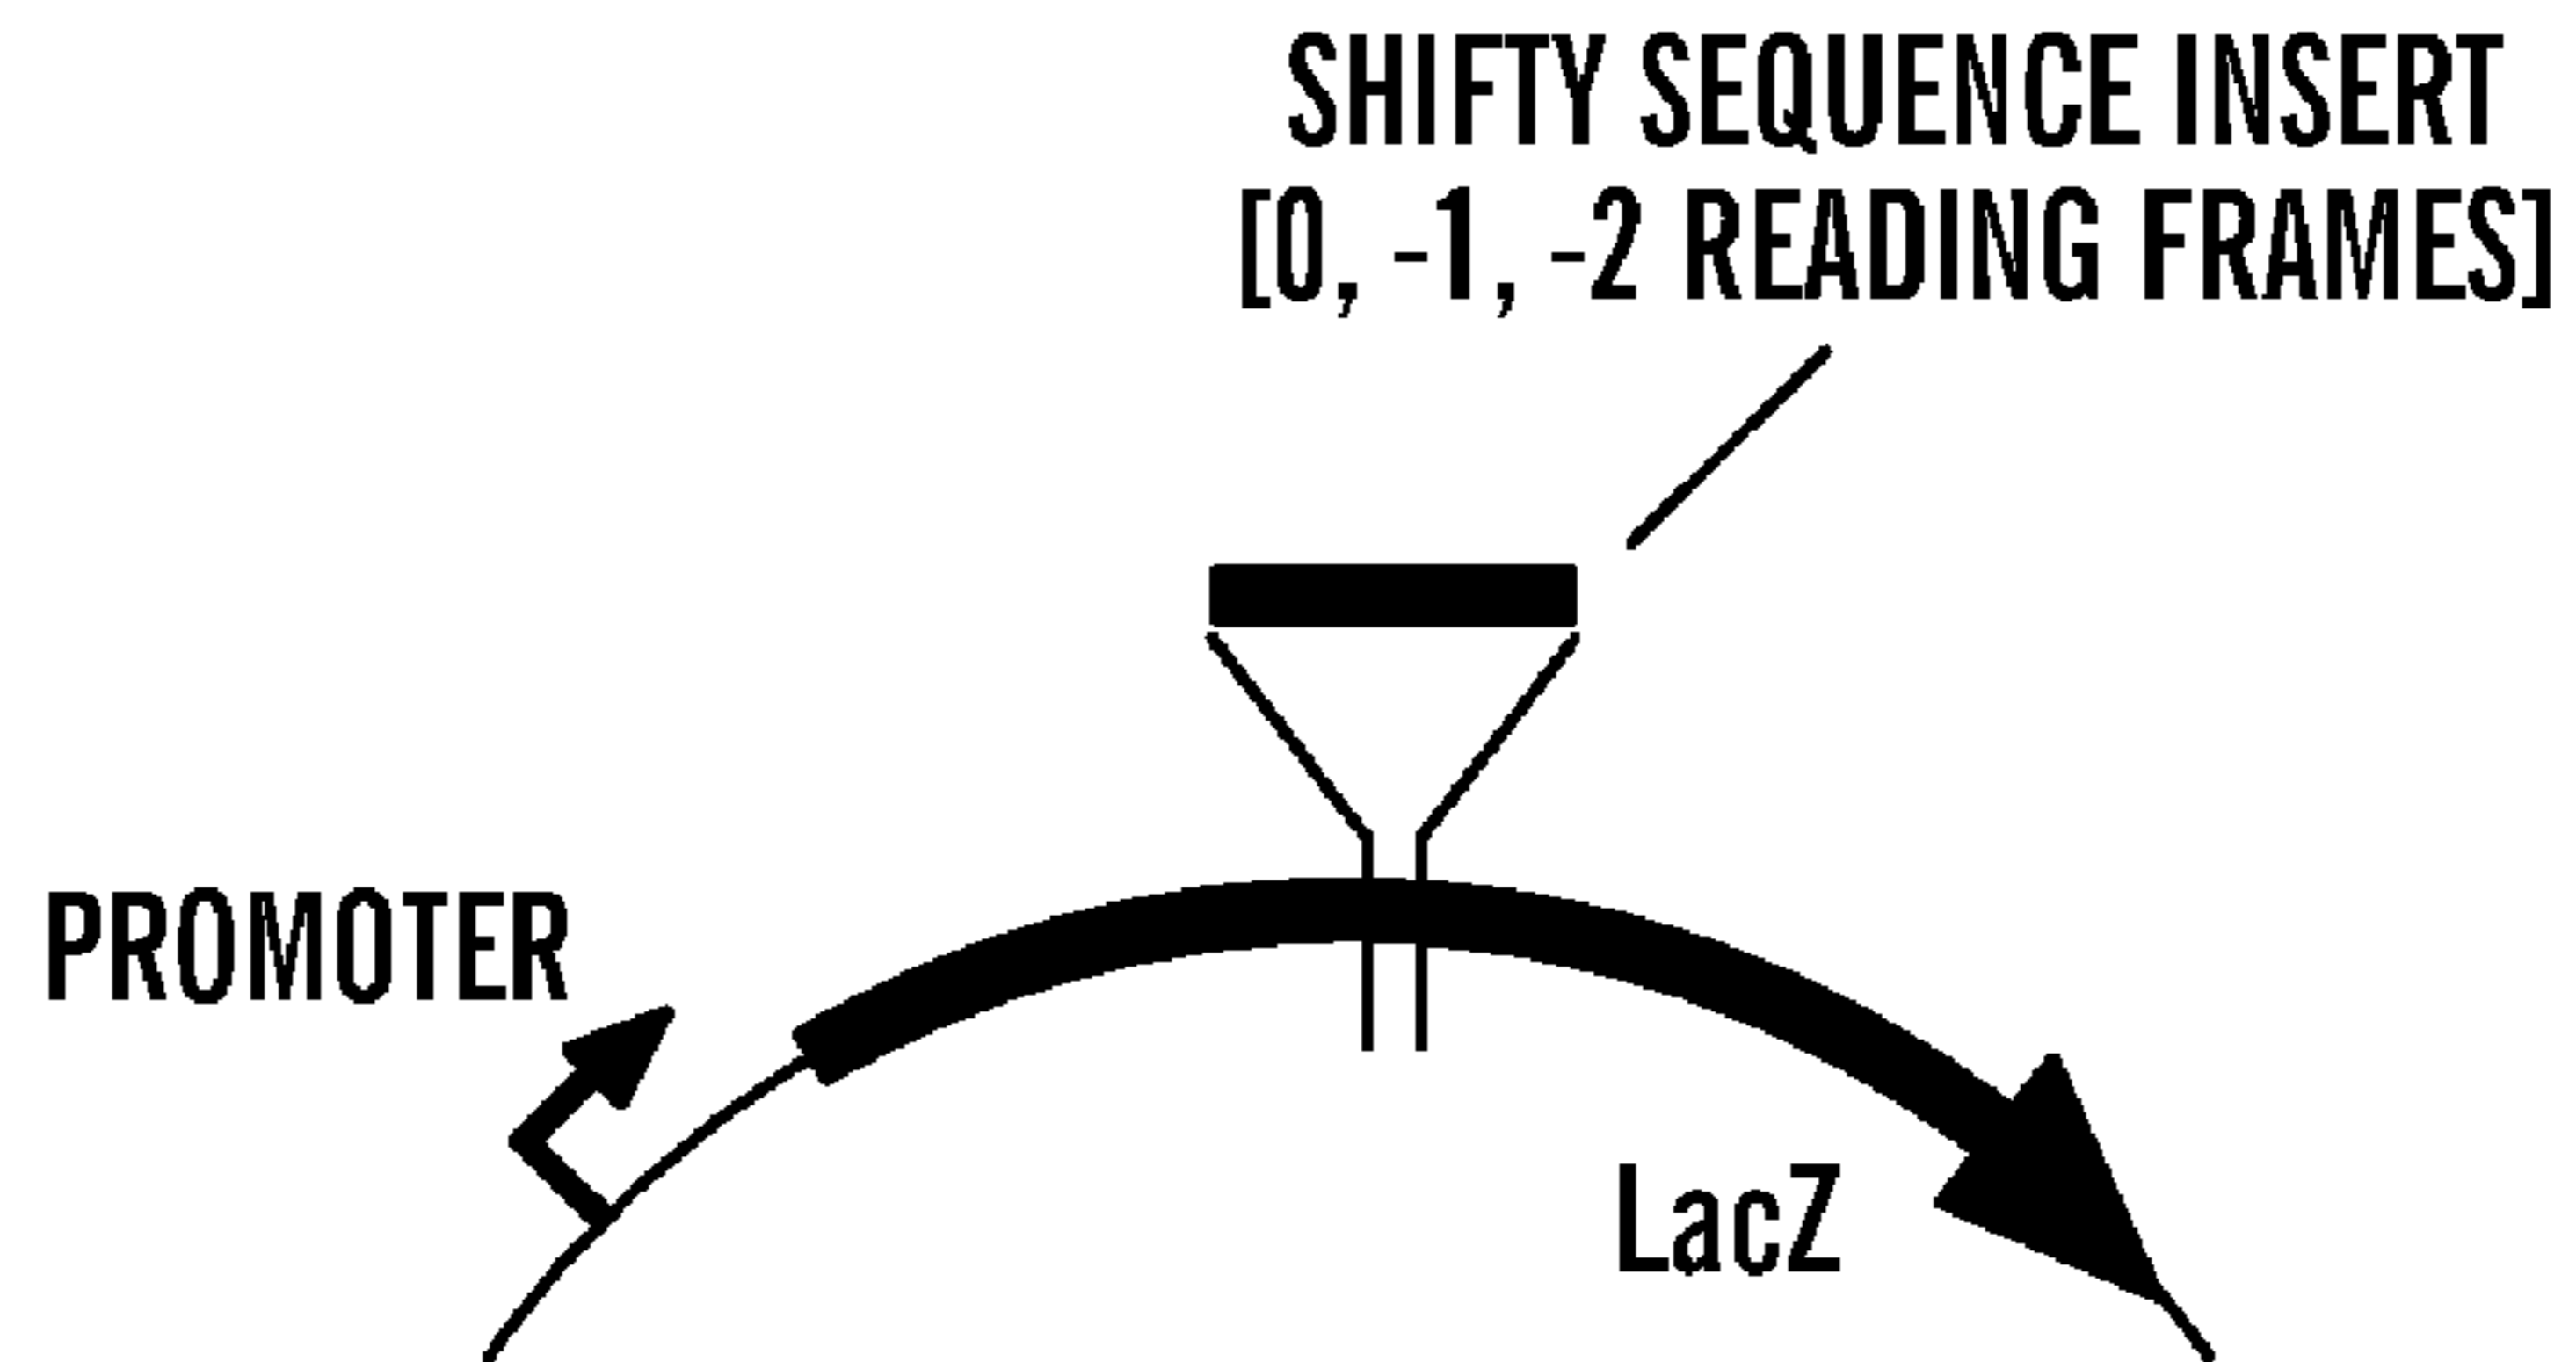 SHIFTY SEQUENCE INSERT
[0, -1, -2 READING FRAMES]
PROMOTER
LacZ